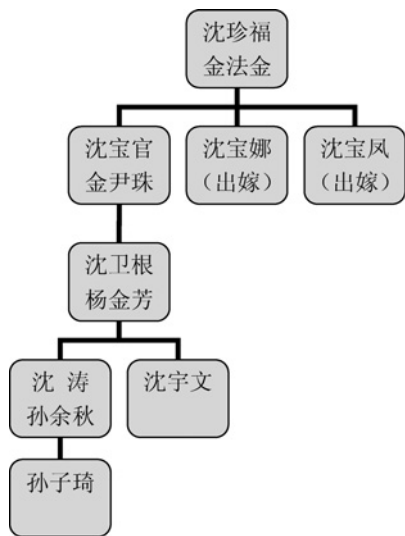 沈珍福
金法金
沈宝官
金尹珠
沈宝娜
（出嫁）
沈宝凤
（出嫁）
沈卫根
杨金芳
沈 涛
孙余秋
沈宇文
孙子琦